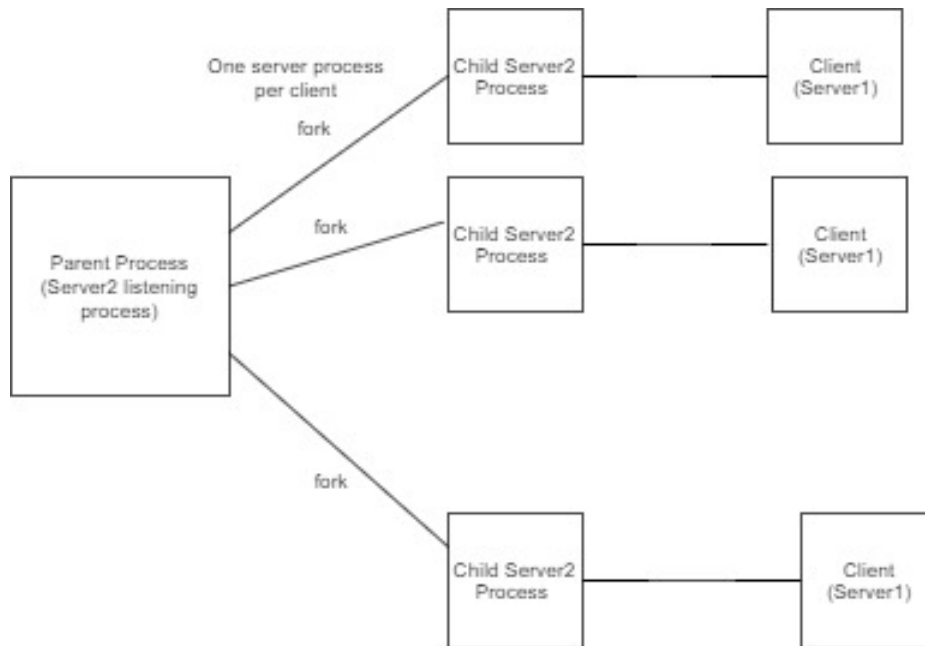 One server process
per client
fork
Child Server2
Process
Client
(Server1)
fork
Child Server2
Process
Client
(Server1)
Parent Process
(Server2 listening
process)
fork
Child Server2
Process
Client
(Server1)